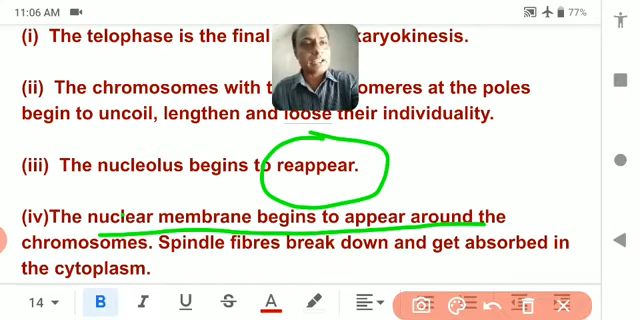 11:06 AM
77%
(i) The telophase is the final karyokinesis.
(ii) The chromosomes with t omeres at the poles
begin to uncoil, lengthen and loose their individuality.
(iii) The nucleolus begins to reappear.
(iv)The nuclear membrane begins to appear around the
chromosomes. Spindle fibres break down and get absorbed in
the cytoplasm.
14 B I U S A